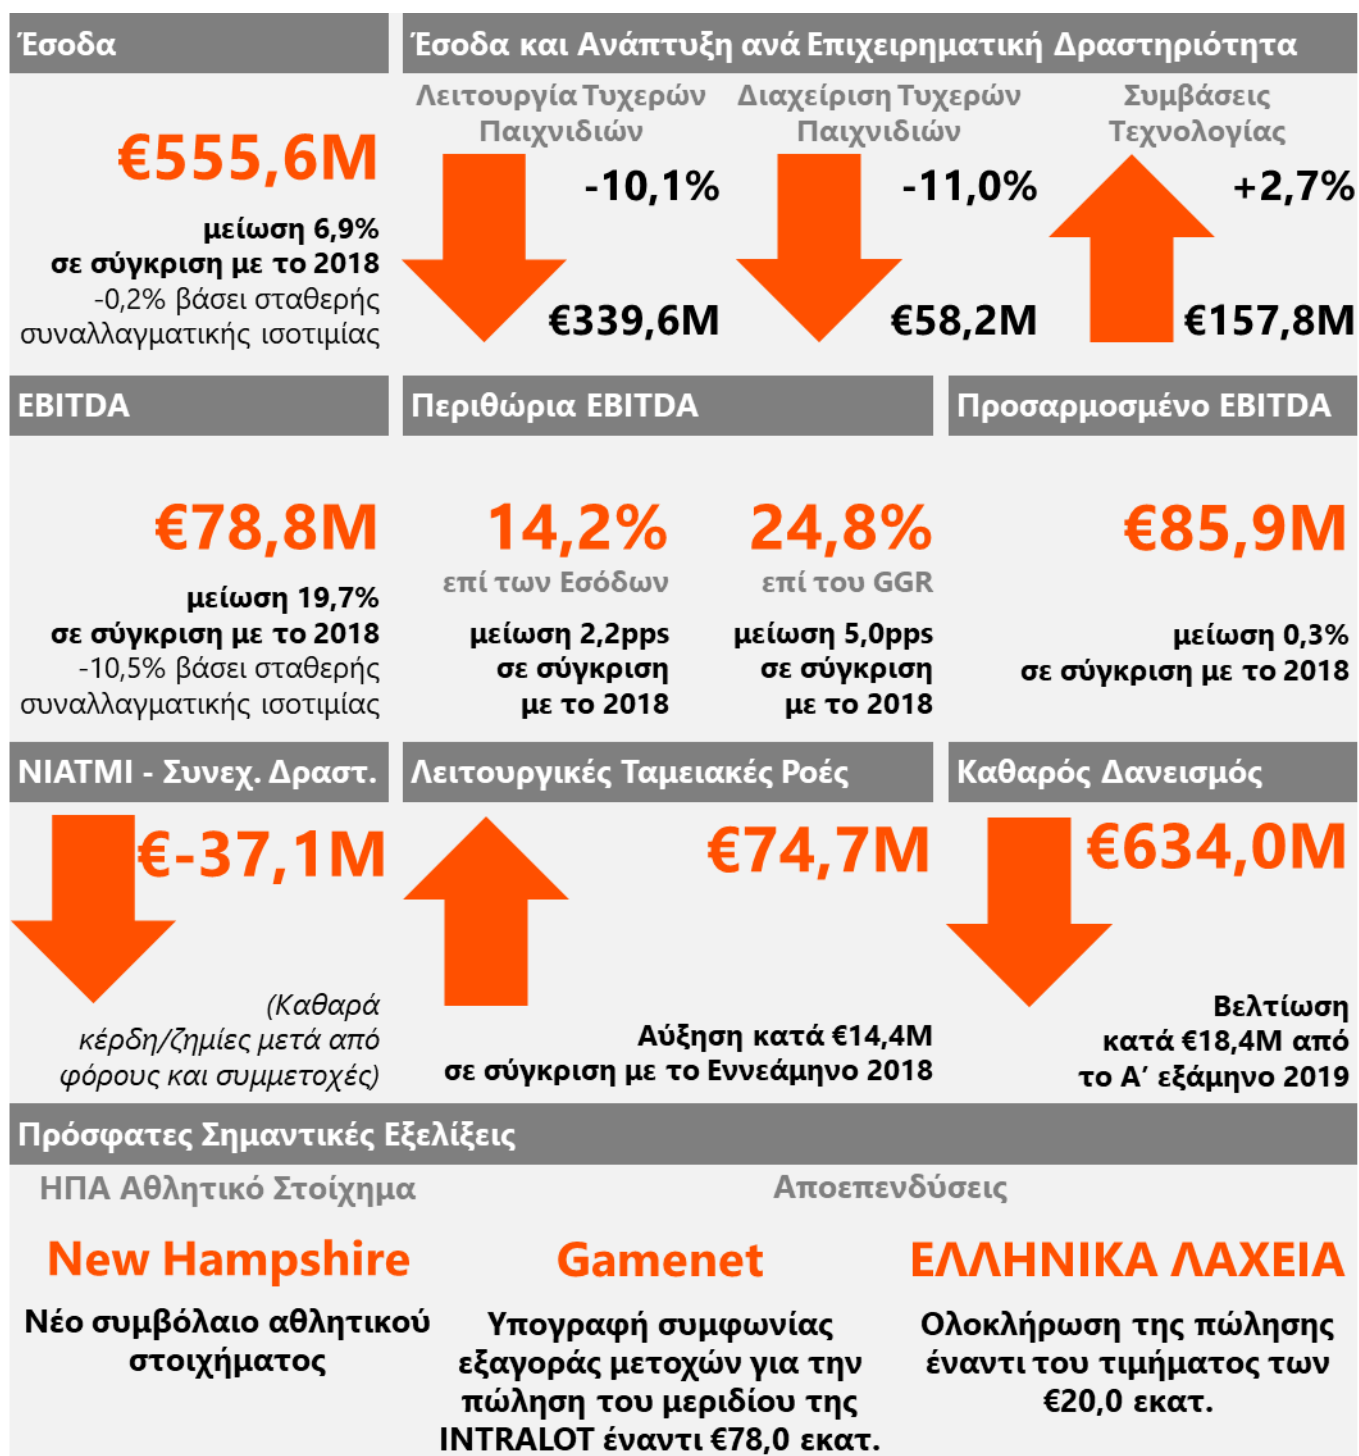 Έσοδα
€555,6M
μείωση 6,9%
σε σύγκριση με το 2018
-0,2% βάσει σταθερής
συναλλαγματικής ισοτιμίας
Έσοδα και Ανάπτυξη ανά Επιχειρηματική Δραστηριότητα
Λειτουργία Τυχερών
Παιχνιδιών
-10,1%
€339,6M
Διαχείριση Τυχερών
Παιχνιδιών
-11,0%
€58,2M
Συμβάσεις
Τεχνολογίας
+2,7%
€157,8M
EBITDA
€78,8M
μείωση 19,7%
σε σύγκριση με το 2018
-10,5% βάσει σταθερής
συναλλαγματικής ισοτιμίας
Περιθώρια EBITDA
14,2%
επί των Εσόδων
μείωση 2,2pps
σε σύγκριση
με το 2018
24,8%
επί του GGR
μείωση 5,0pps
σε σύγκριση
με το 2018
Προσαρμοσμένο EBITDA
€85,9M
μείωση 0,3%
σε σύγκριση με το 2018
NIATMI - Συνεχ. Δραστ.
€-37,1M
(Καθαρά
κέρδη/ζημίες μετά από
φόρους και συμμετοχές)
Λειτουργικές Ταμειακές Ροές
€74,7M
Αύξηση κατά €14,4M
σε σύγκριση με το Εννεάμηνο 2018
Καθαρός Δανεισμός
€634,0M
Βελτίωση
κατά €18,4M από
το Α’ εξάμηνο 2019
Πρόσφατες Σημαντικές Εξελίξεις
ΗΠΑ Αθλητικό Στοίχημα
New Hampshire
Νέο συμβόλαιο αθλητικού
στοιχήματος
Αποεπενδύσεις
Gamenet
Υπογραφή συμφωνίας
εξαγοράς μετοχών για την
πώληση του μεριδίου της
INTRALOT έναντι €78,0 εκατ.
ΕΛΛΗΝΙΚΑ ΛΑΧΕΙΑ
Ολοκλήρωση της πώλησης
έναντι του τιμήματος των
€20,0 εκατ.